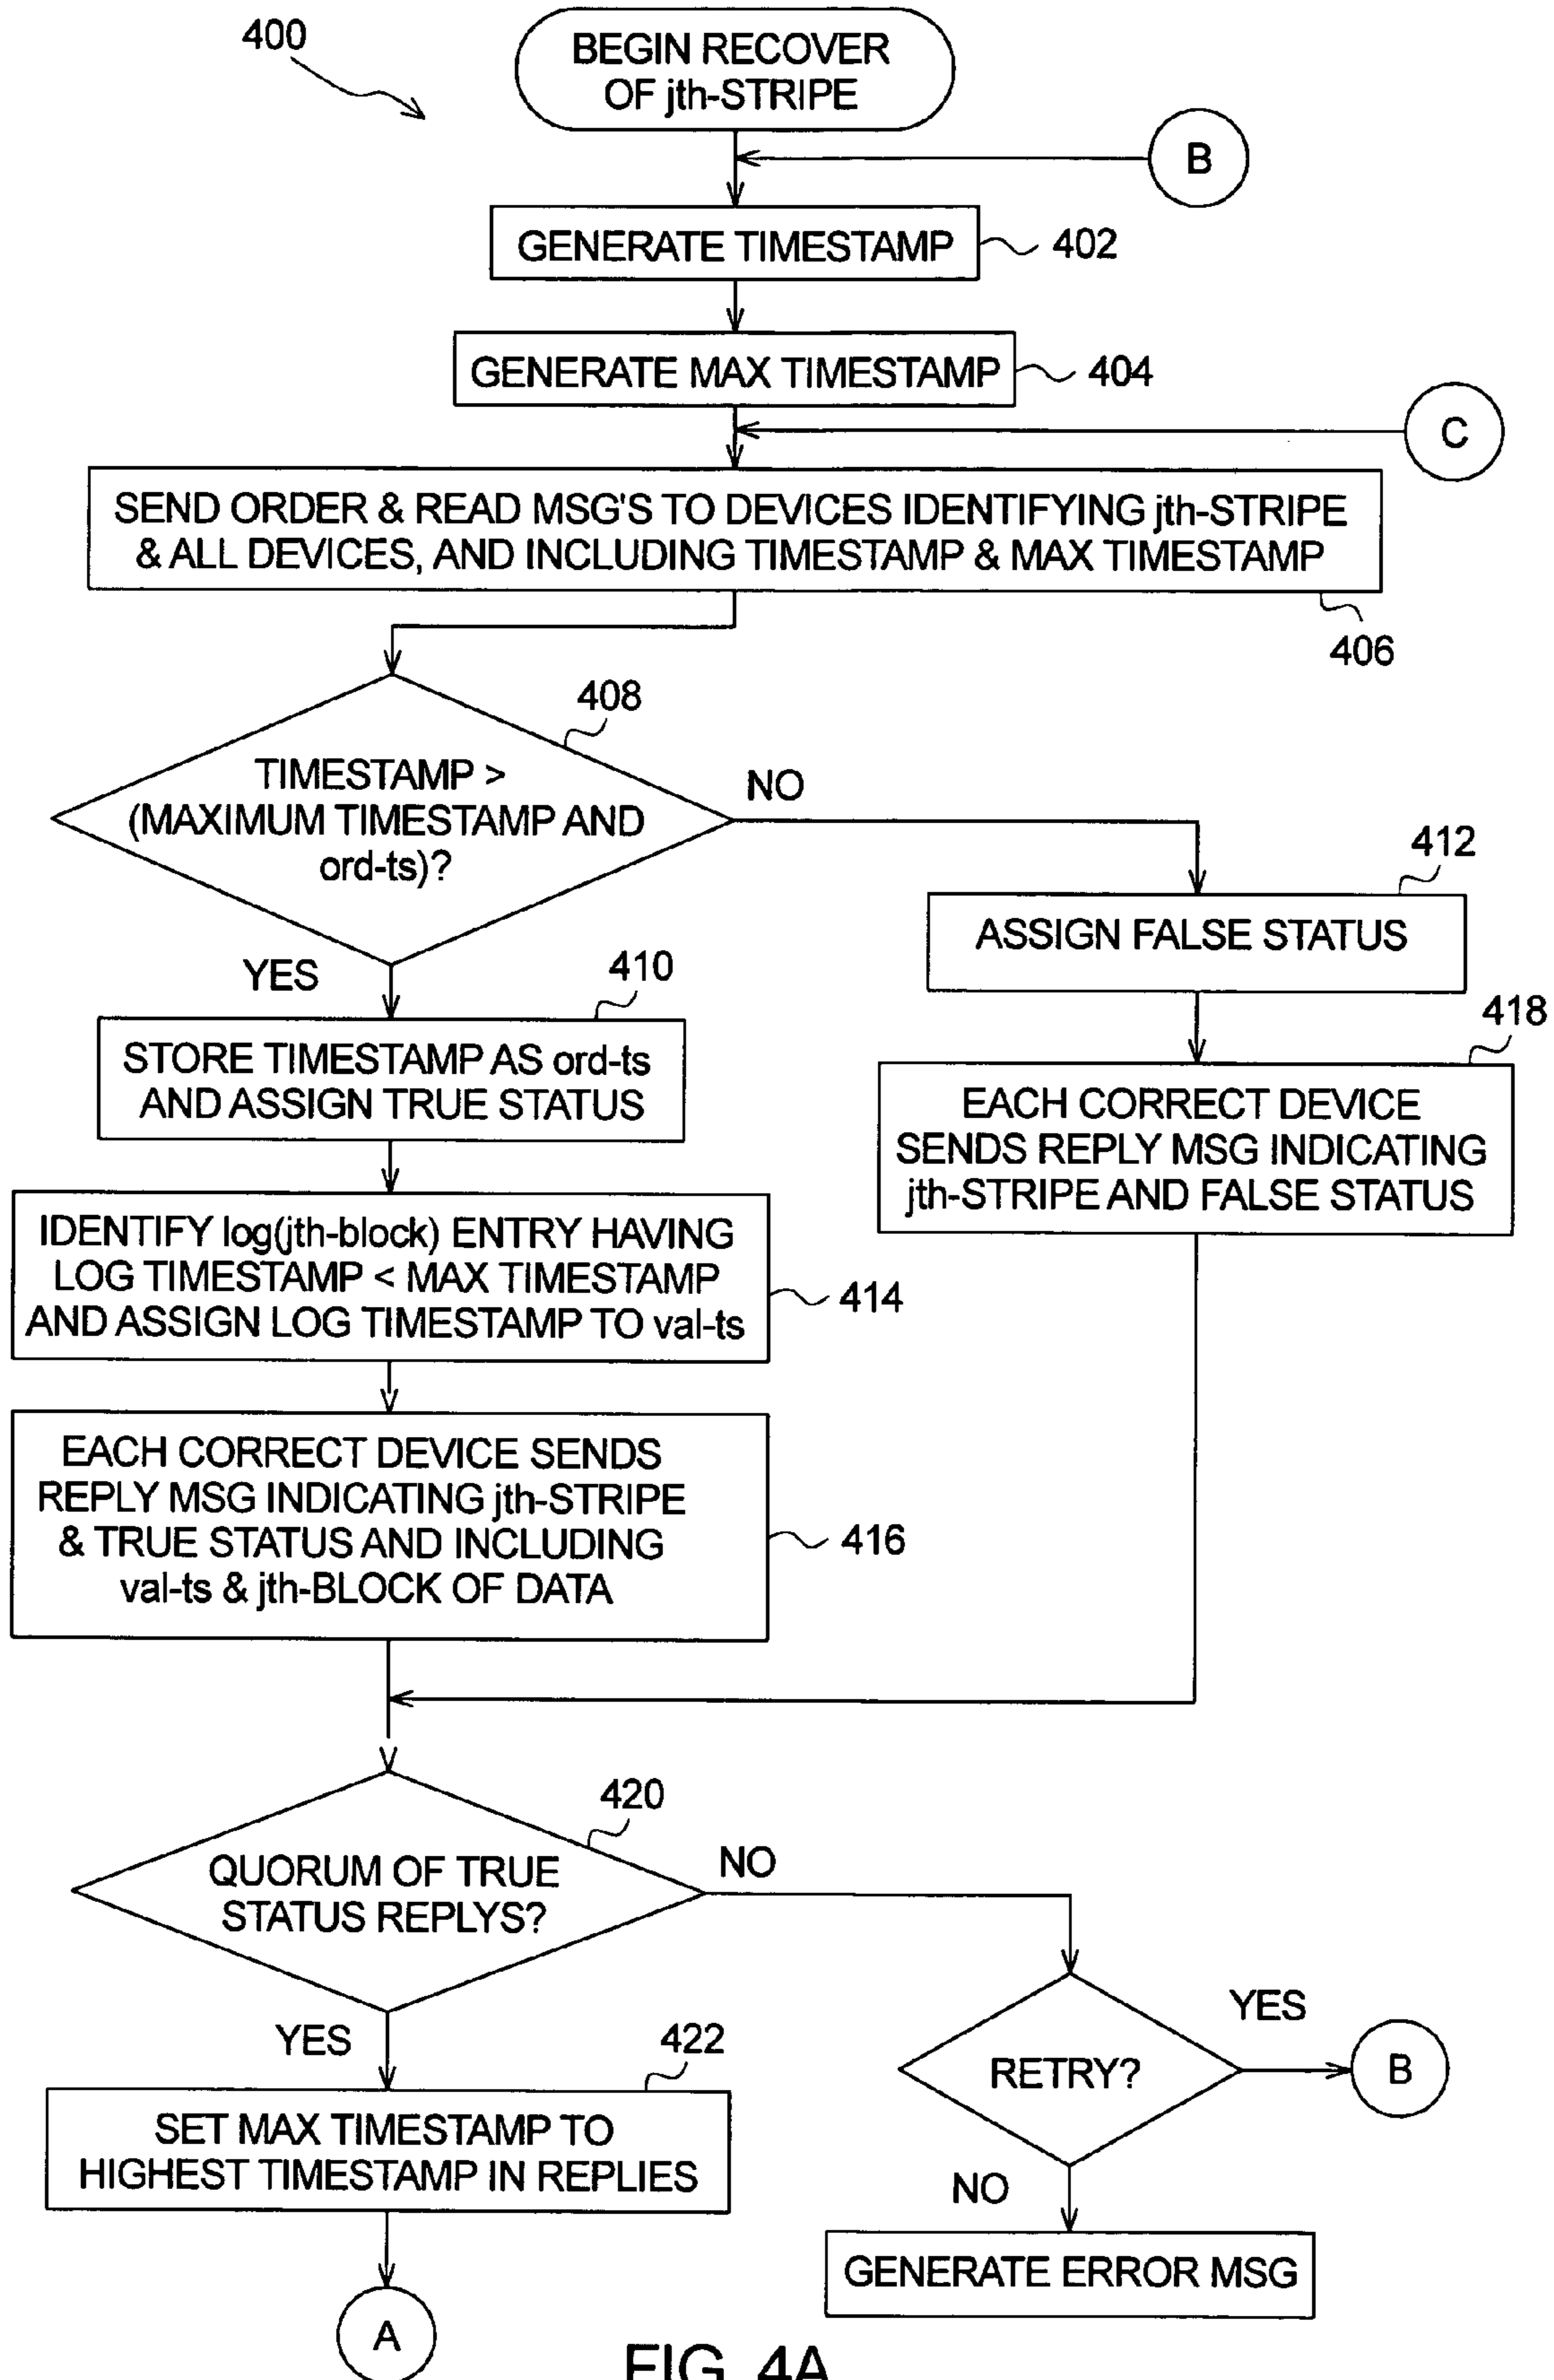 400
BEGIN RECOVER
OF jth-STRIPE
B
GENERATE TIMESTAMP
402
GENERATE MAX TIMESTAMP
404
C
SEND ORDER & READ MSG'S TO DEVICES IDENTIFYING jth-STRIPE
& ALL DEVICES, AND INCLUDING TIMESTAMP & MAX TIMESTAMP
406
408
TIMESTAMP >
(MAXIMUM TIMESTAMP AND
ord-ts)?
NO
YES
412
ASSIGN FALSE STATUS
410
STORE TIMESTAMP AS ord-ts
AND ASSIGN TRUE STATUS
418
EACH CORRECT DEVICE
SENDS REPLY MSG INDICATING
jth-STRIPE AND FALSE STATUS
IDENTIFY log(jth-block) ENTRY HAVING
LOG TIMESTAMP < MAX TIMESTAMP
AND ASSIGN LOG TIMESTAMP TO val-ts
414
EACH CORRECT DEVICE SENDS
REPLY MSG INDICATING jth-STRIPE
& TRUE STATUS AND INCLUDING
val-ts & jth-BLOCK OF DATA
416
420
QUORUM OF TRUE
STATUS REPLYS?
NO
YES
RETRY?
YES
B
NO
422
SET MAX TIMESTAMP TO
HIGHEST TIMESTAMP IN REPLIES
GENERATE ERROR MSG
A
FIG. 4A